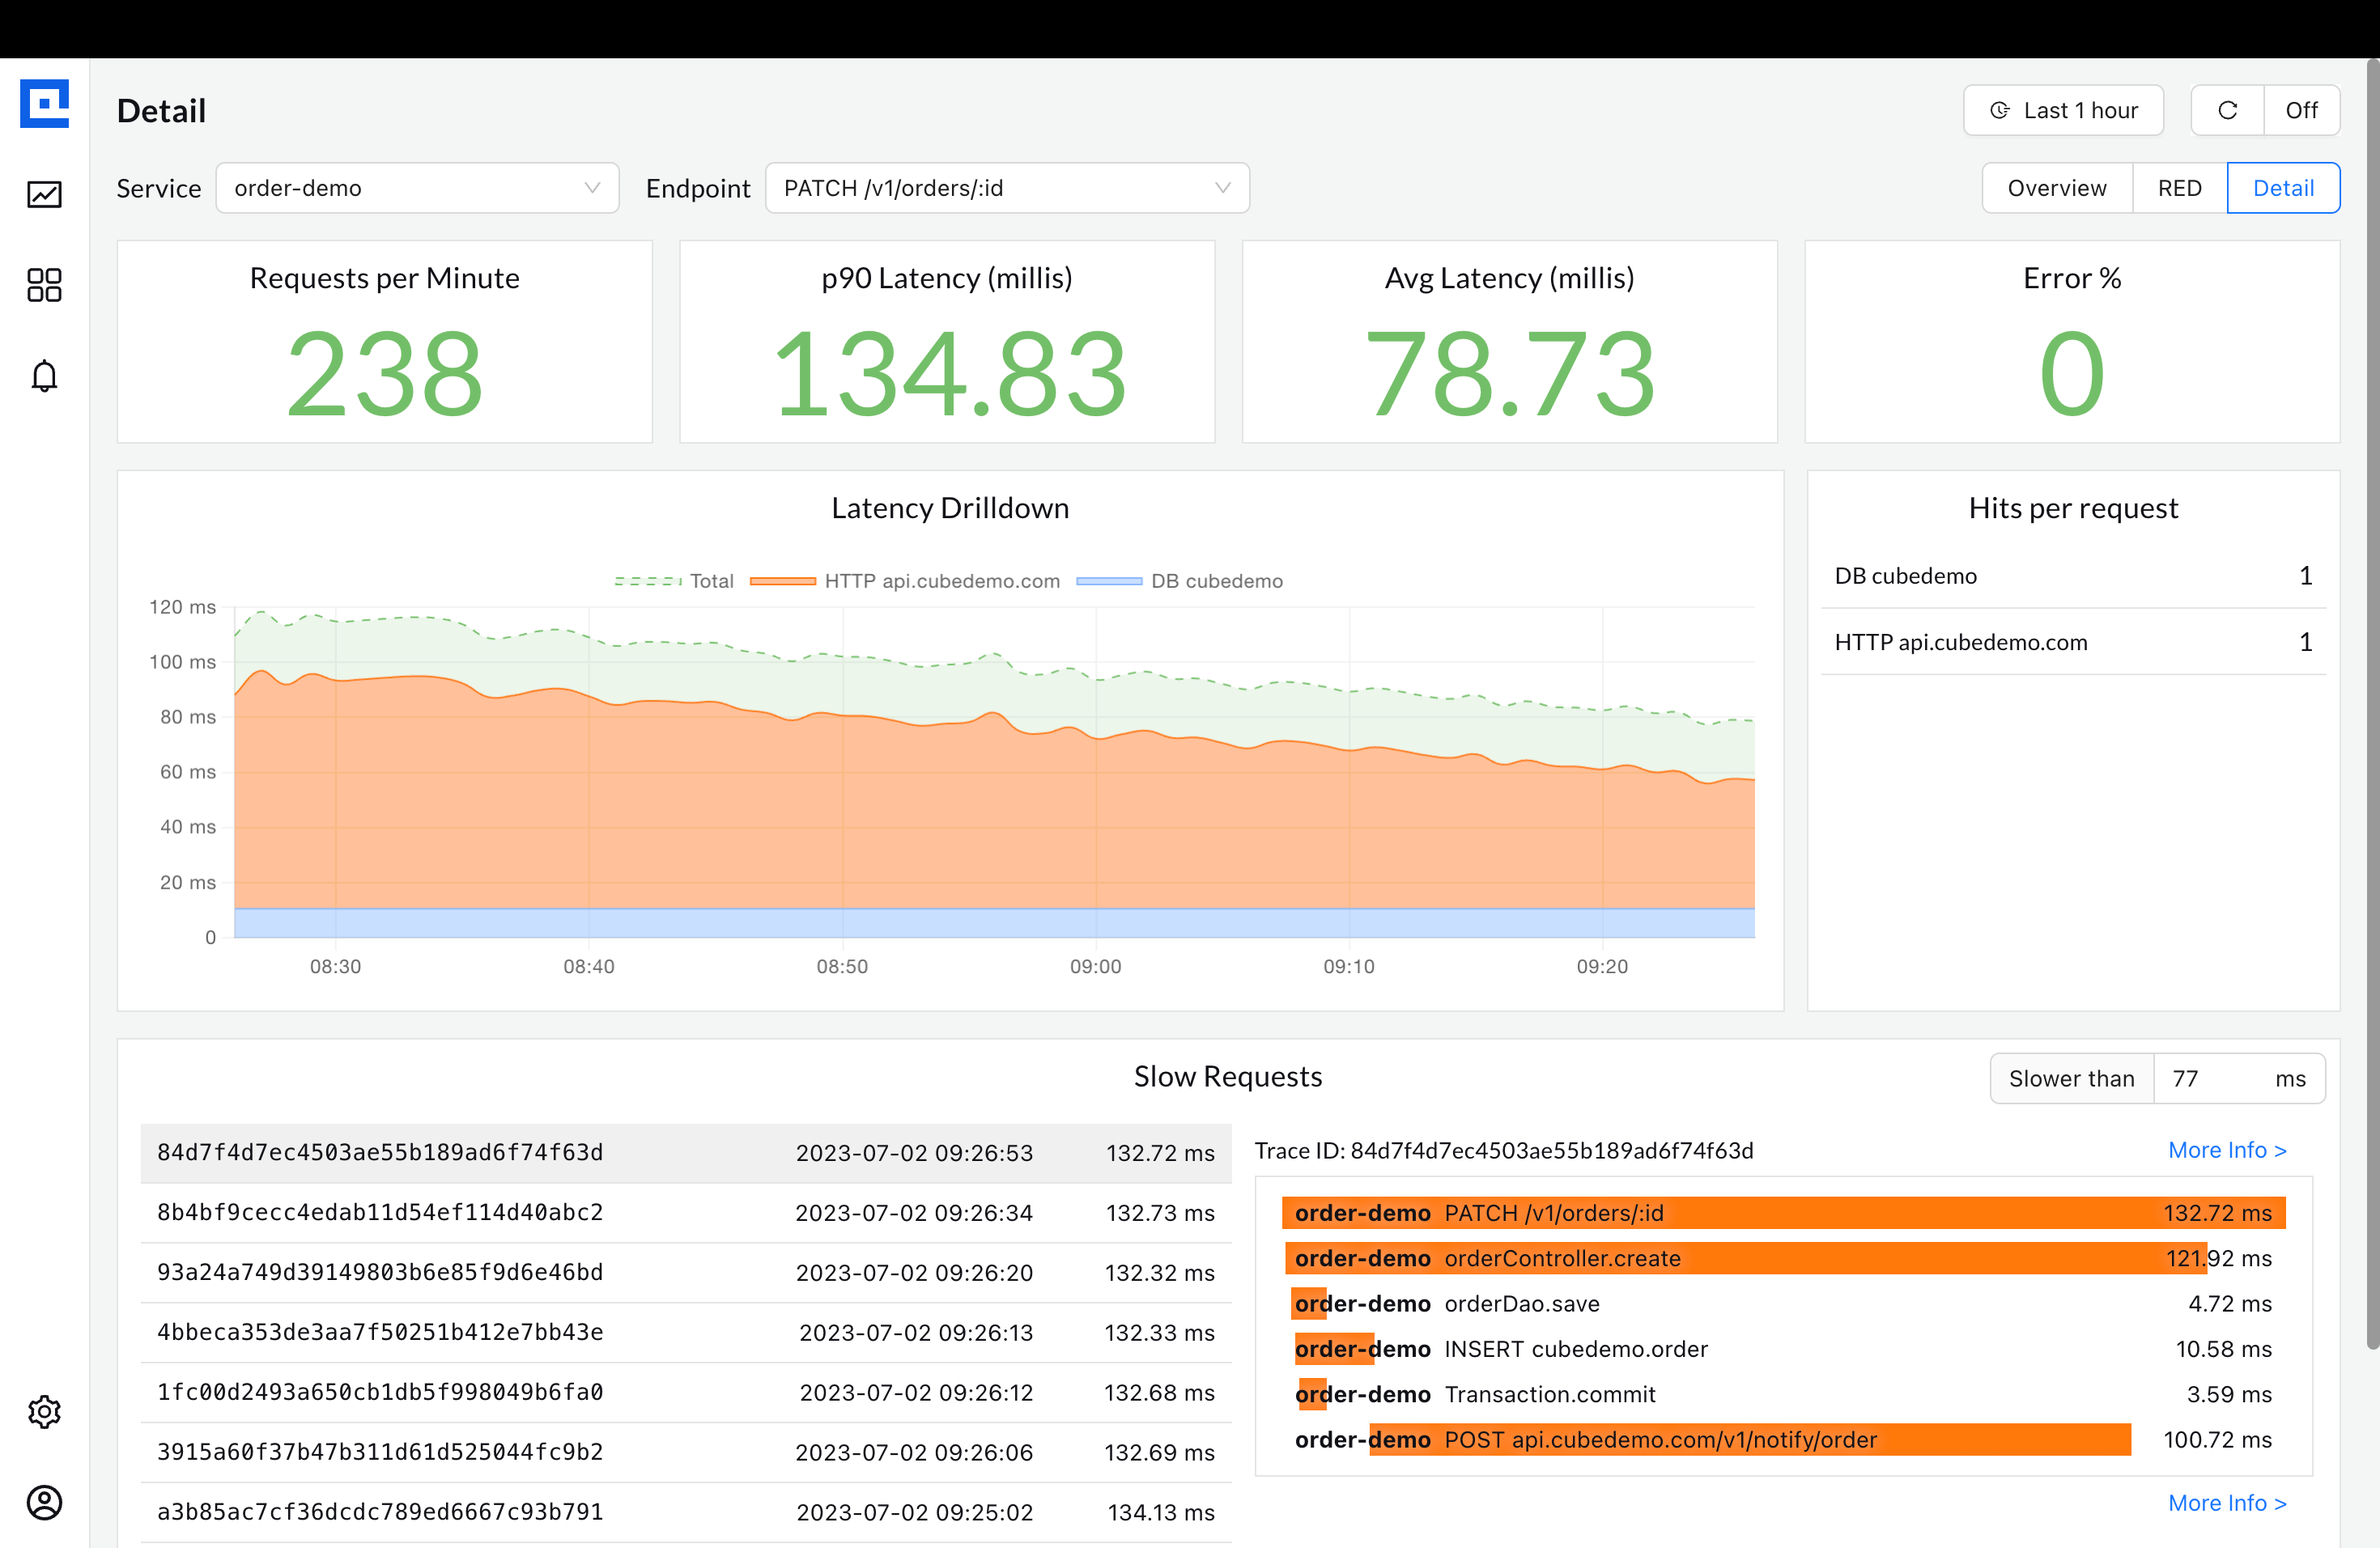 Detail
Last 1 hour
Off
Service order-demo Endpoint PATCH /v1/orders/:id
Overview RED Detail
Requests per Minute
238
p90 Latency (millis)
134.83
Avg Latency (millis)
78.73
Error %
0
Latency Drilldown
Total HTTP api.cubedemo.com DB cubedemo
120 ms
100 ms
80 ms
60 ms
40 ms
20 ms
0
08:30 08:40 08:50 09:00 09:10 09:20
Hits per request
DB cubedemo 1
HTTP api.cubedemo.com 1
Slow Requests
Slower than 77 ms
84d7f4d7ec4503ae55b189ad6f74f63d 2023-07-02 09:26:53 132.72 ms
8b4bf9cecc4edab11d54ef114d40abc2 2023-07-02 09:26:34 132.73 ms
93a24a749d39149803b6e85f9d6e46bd 2023-07-02 09:26:20 132.32 ms
4bbeca353de3aa7f50251b412e7bb43e 2023-07-02 09:26:13 132.33 ms
1fc00d2493a650cb1db5f998049b6fa0 2023-07-02 09:26:12 132.68 ms
3915a60f37b47b311d61d525044fc9b2 2023-07-02 09:26:06 132.69 ms
a3b85ac7cf36dcdc789ed6667c93b791 2023-07-02 09:25:02 134.13 ms
Trace ID: 84d7f4d7ec4503ae55b189ad6f74f63d More Info >
order-demo PATCH /v1/orders/:id 132.72 ms
order-demo orderController.create 121.92 ms
order-demo orderDao.save 4.72 ms
order-demo INSERT cubedemo.order 10.58 ms
order-demo Transaction.commit 3.59 ms
order-demo POST api.cubedemo.com/v1/notify/order 100.72 ms
More Info >